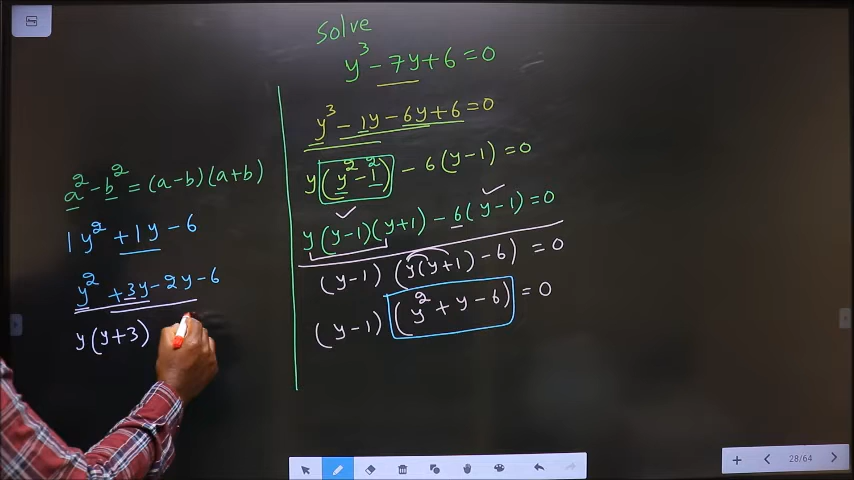 Solve
y³ - 7y + 6 = 0
y³ - 1y - 6y + 6 = 0
y(y² - 1²) - 6(y-1) = 0
y(y-1)(y+1) - 6(y-1) = 0
(y-1) (y(y+1) - 6) = 0
(y-1) (y² + y - 6) = 0
a² - b² = (a-b)(a+b)
1y² + 1y - 6
y² + 3y - 2y - 6
y(y+3)
28/64